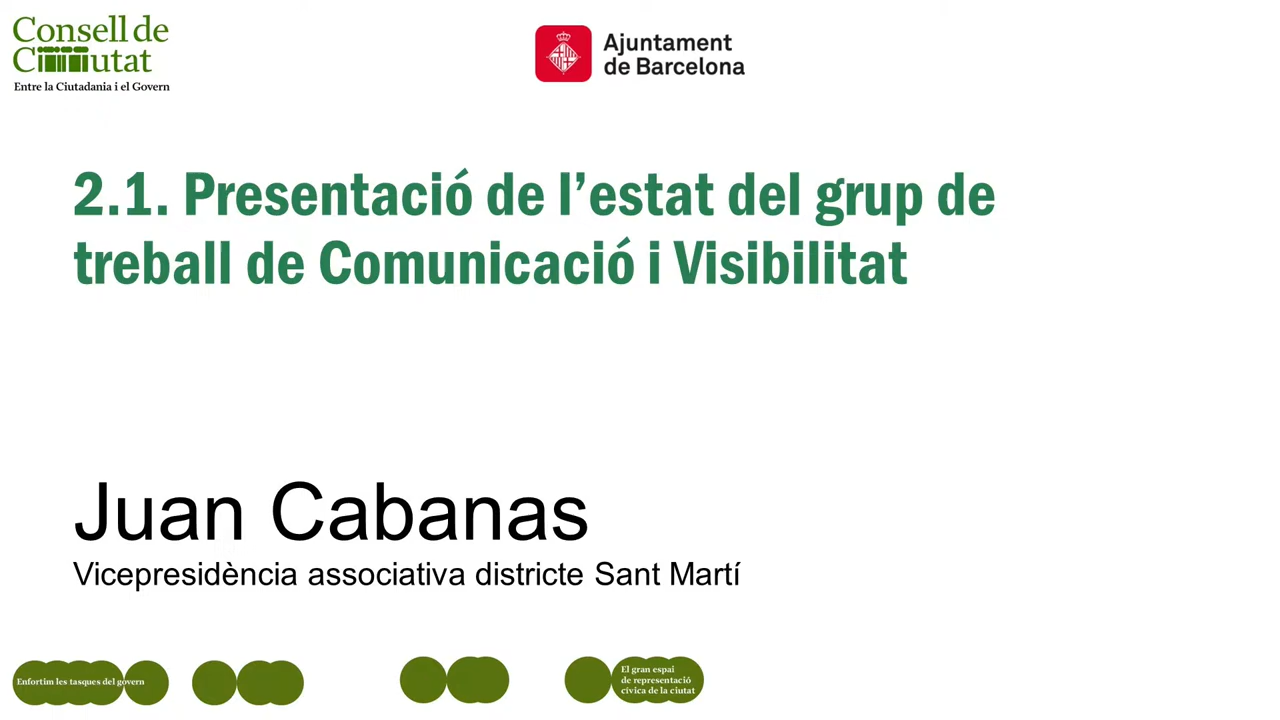 Consell de
Ciutat
Entre la Ciutadania i el Govern
Ajuntament
de Barcelona
2.1. Presentació de l’estat del grup de
treball de Comunicació i Visibilitat
Juan Cabanas
Vicepresidència associativa districte Sant Martí
Enfortim les tasques del govern
El gran espai
de representació
cívica de la ciutat